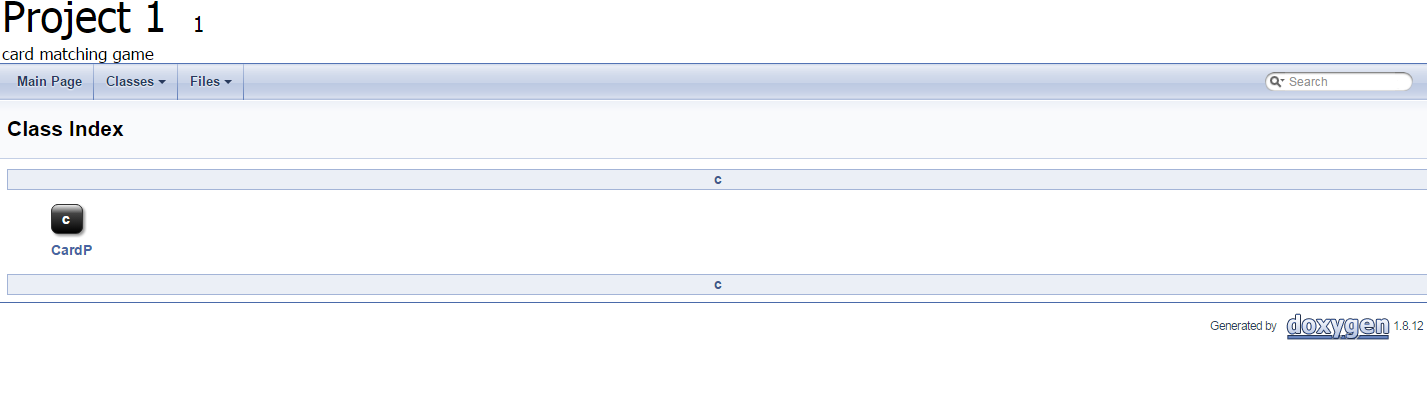 Project 1 1
card matching game
Main Page Classes Files Search
Class Index
c
c
CardP
c
Generated by doxygen 1.8.12